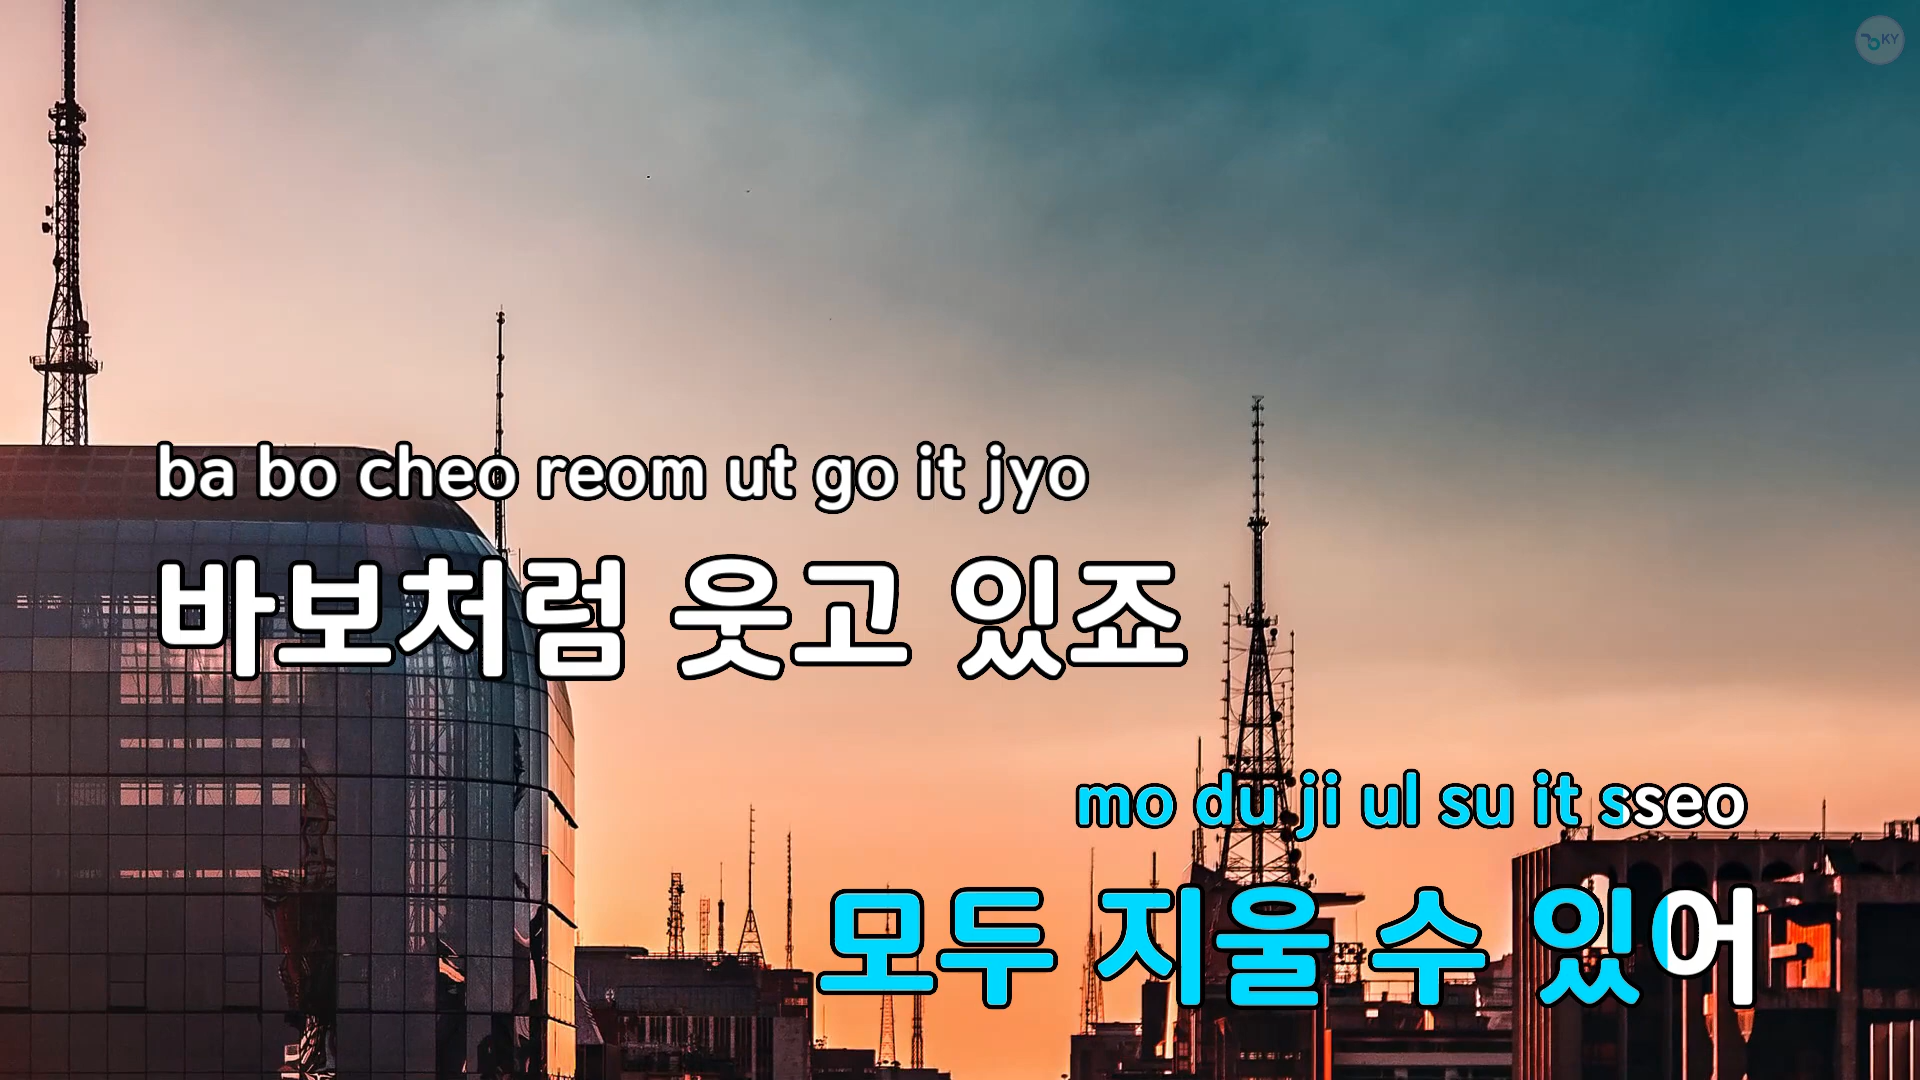 KY
ba bo cheo reom ut go it jyo
바보처럼 웃고 있죠
mo du ji ul su it sseo
모두 지울 수 있어